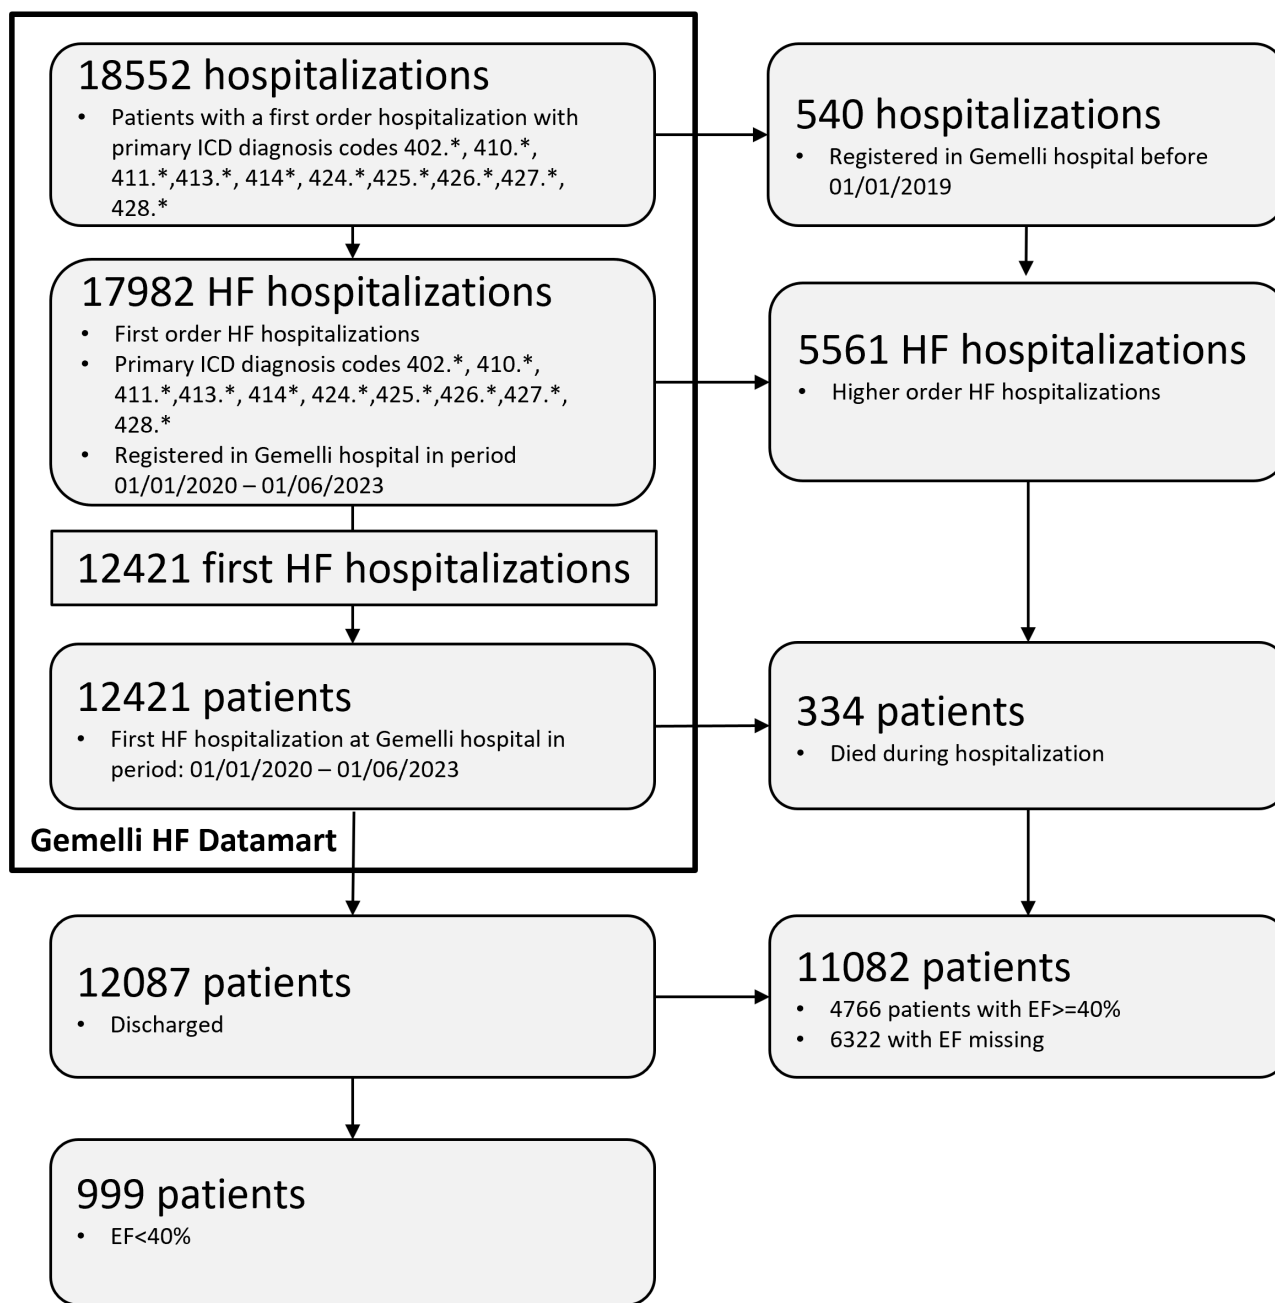 18552 hospitalizations
• Patients with a first order hospitalization with
primary ICD diagnosis codes 402.*, 410.*,
411.*,413.*, 414*, 424.*,425.*,426.*,427.*,
428.*
540 hospitalizations
• Registered in Gemelli hospital before
01/01/2019
17982 HF hospitalizations
• First order HF hospitalizations
• Primary ICD diagnosis codes 402.*, 410.*,
411.*,413.*, 414*, 424.*,425.*,426.*,427.*,
428.*
• Registered in Gemelli hospital in period
01/01/2020 – 01/06/2023
5561 HF hospitalizations
• Higher order HF hospitalizations
12421 first HF hospitalizations
12421 patients
• First HF hospitalization at Gemelli hospital in
period: 01/01/2020 – 01/06/2023
334 patients
• Died during hospitalization
Gemelli HF Datamart
12087 patients
• Discharged
11082 patients
• 4766 patients with EF>=40%
• 6322 with EF missing
999 patients
• EF<40%